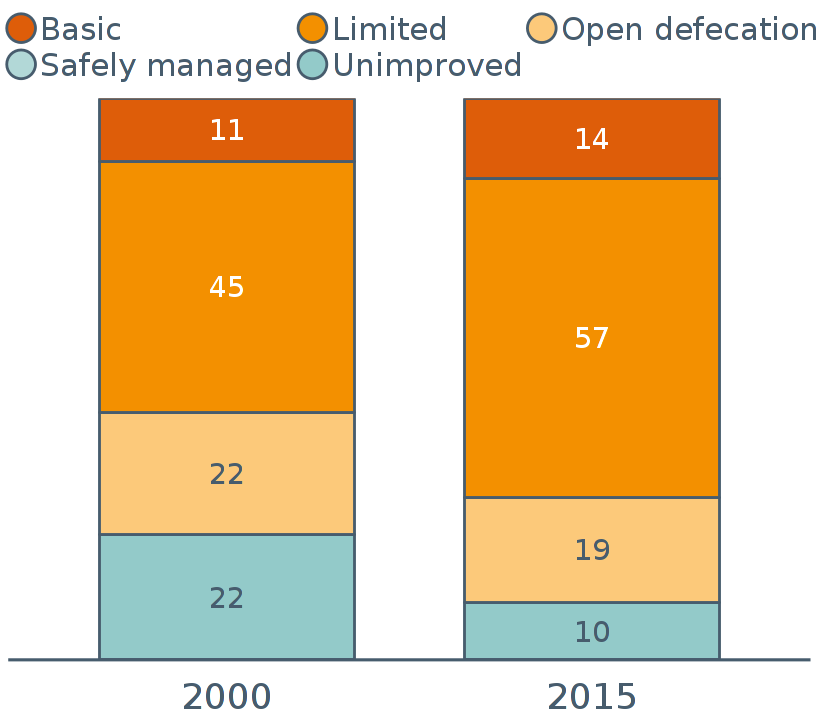 Basic Limited Open defecation
Safely managed Unimproved
11 14
45 57
22 19
22 10
2000 2015